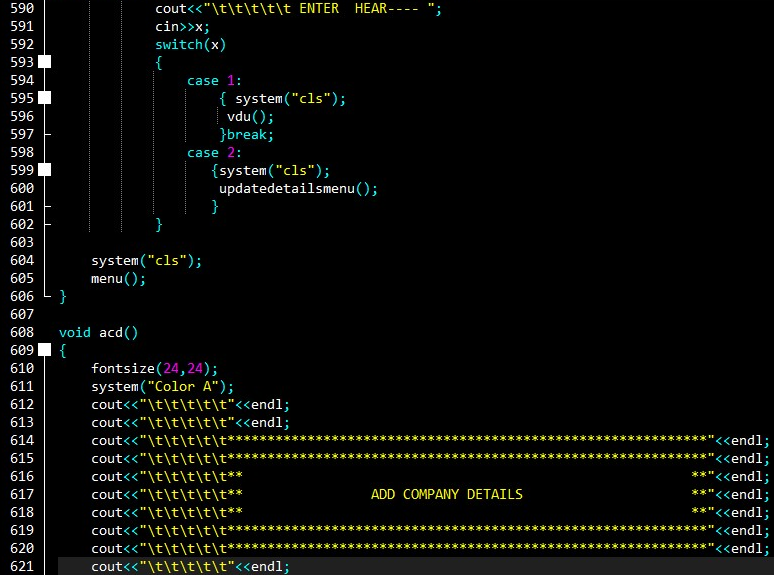 590 cout<<"\t\t\t\t\t ENTER  HEAR---- ";
591 cin>>x;
592 switch(x)
593 {
594 case 1:
595 { system("cls");
596 vdu();
597 }break;
598 case 2:
599 {system("cls");
600 updatedetailsmenu();
601 }
602 }
603
604 system("cls");
605 menu();
606 }
607
608 void acd()
609 {
610 fontsize(24,24);
611 system("Color A");
612 cout<<"\t\t\t\t\t"<<endl;
613 cout<<"\t\t\t\t\t"<<endl;
614 cout<<"\t\t\t\t\t************************************************************"<<endl;
615 cout<<"\t\t\t\t\t************************************************************"<<endl;
616 cout<<"\t\t\t\t\t**                                                        **"<<endl;
617 cout<<"\t\t\t\t\t**                ADD COMPANY DETAILS                     **"<<endl;
618 cout<<"\t\t\t\t\t**                                                        **"<<endl;
619 cout<<"\t\t\t\t\t************************************************************"<<endl;
620 cout<<"\t\t\t\t\t************************************************************"<<endl;
621 cout<<"\t\t\t\t\t"<<endl;